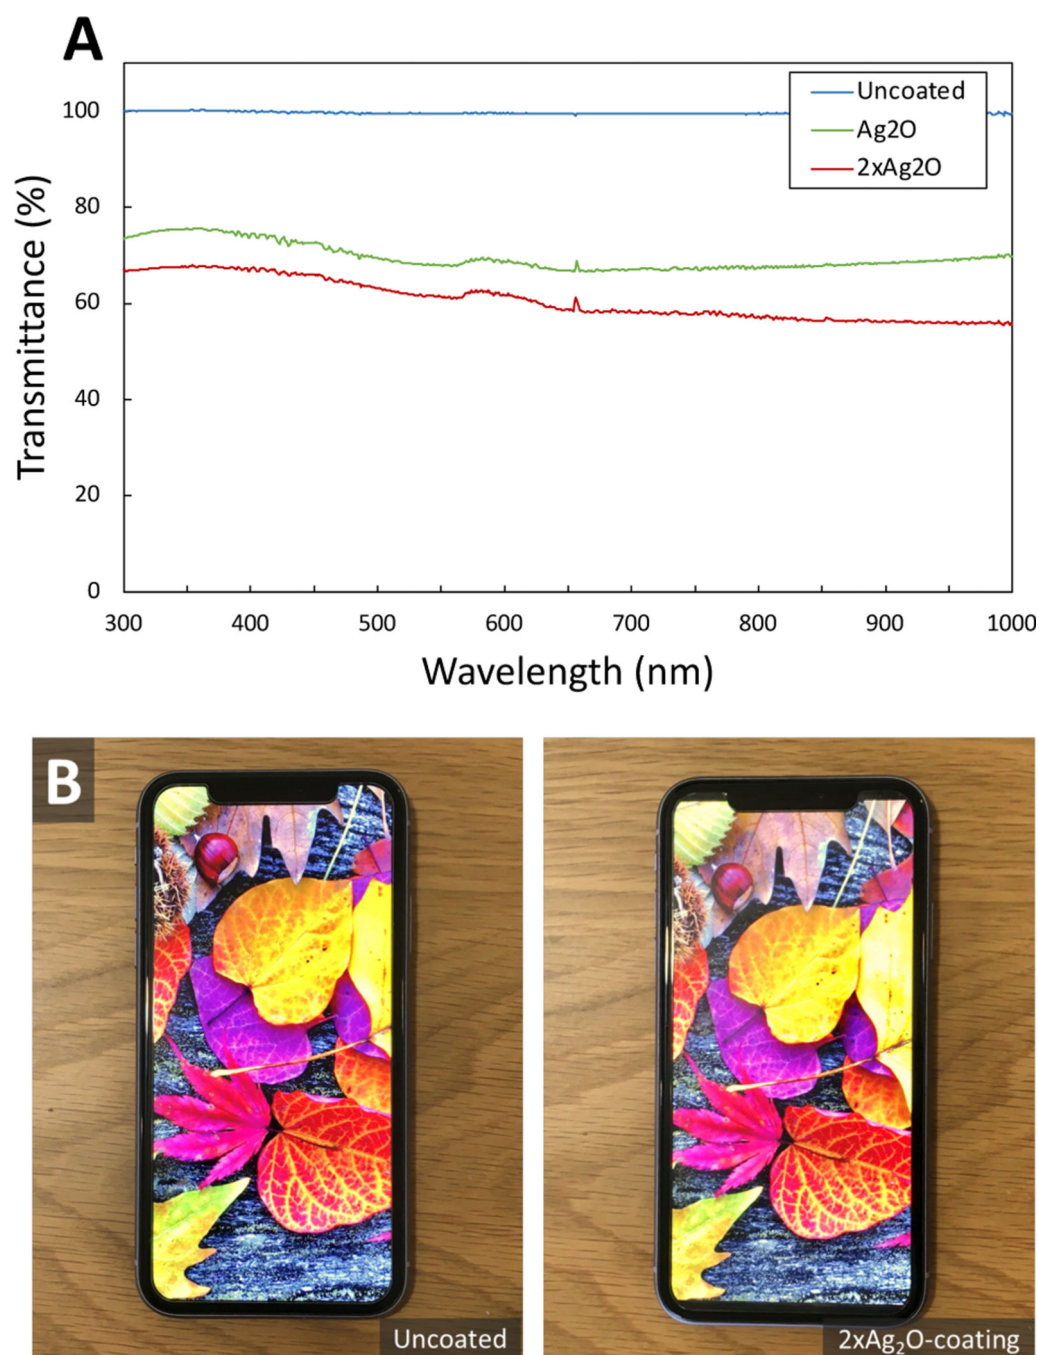 A
Transmittance (%)
100
80
60
40
20
0
Uncoated
Ag2O
2xAg2O
300 400 500 600 700 800 900 1000
Wavelength (nm)
B
Uncoated
2xAg₂O-coating